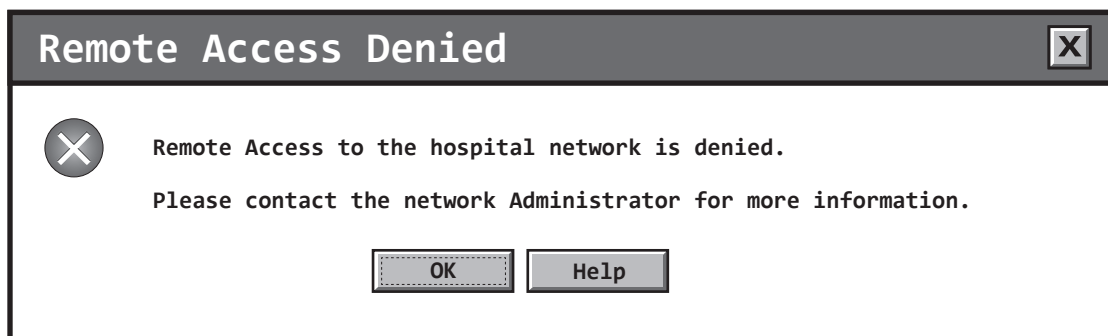 Remote Access Denied
X
Remote Access to the hospital network is denied.
Please contact the network Administrator for more information.
OK
Help